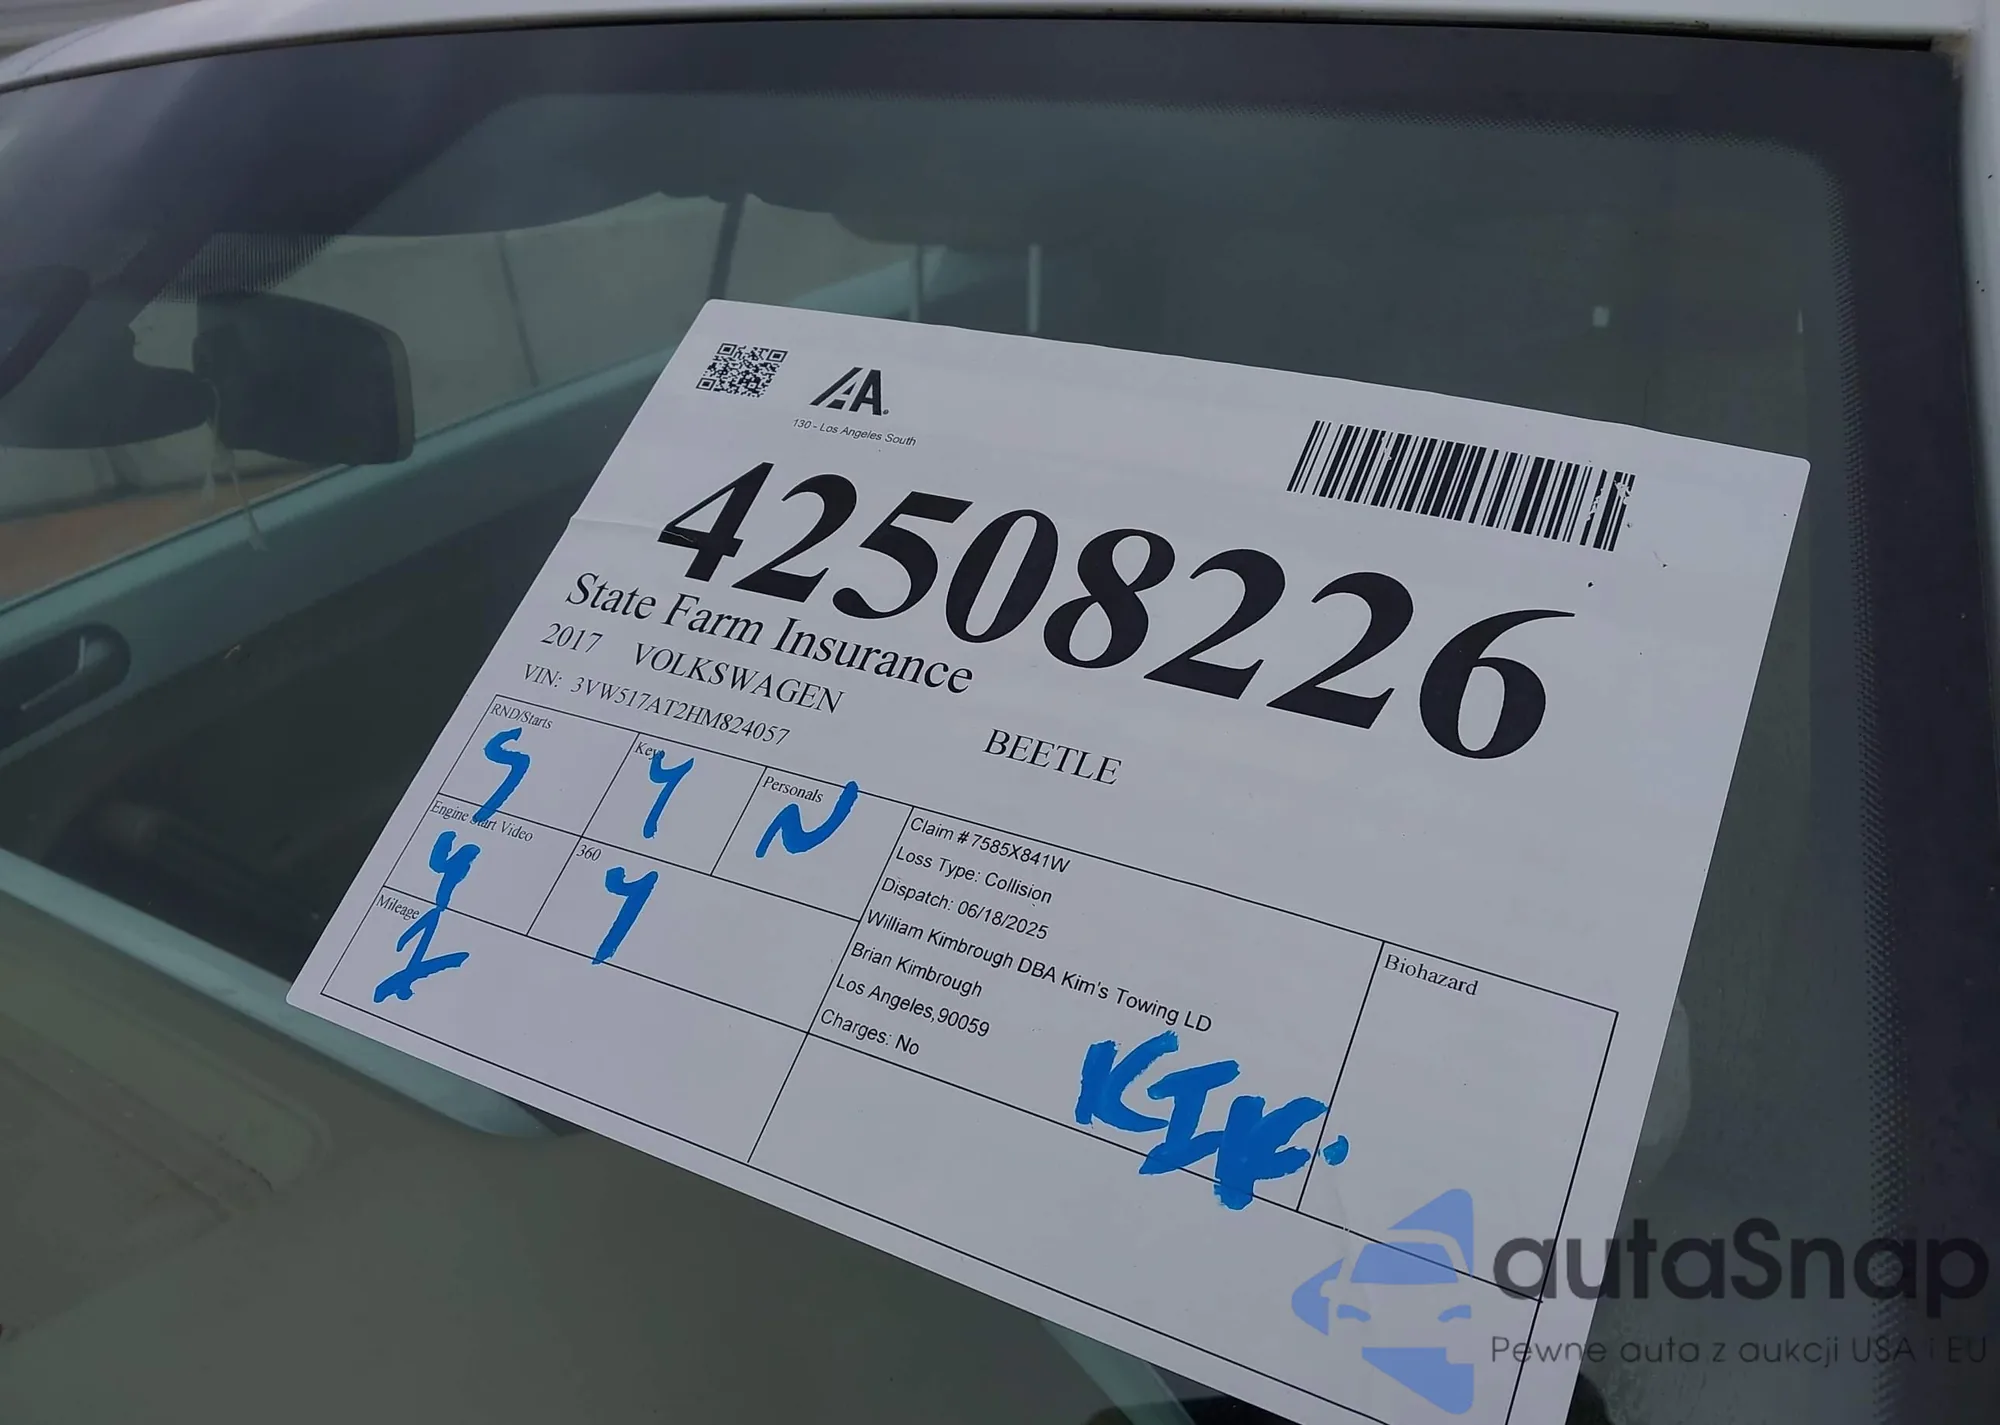 IAA
130 - Los Angeles South
42508226
State Farm Insurance
2017 VOLKSWAGEN BEETLE
VIN: 3VW517AT2HM824057
RND/Starts
S
Key
Y
Personals
N
Engine Start Video
Y
360
Y
Mileage
1
Claim # 7585X841W
Loss Type: Collision
Dispatch: 06/18/2025
William Kimbrough DBA Kim's Towing LD
Brian Kimbrough
Los Angeles,90059
Charges: No
Biohazard
autaSnap
Pewne auta z aukcji USA i EU